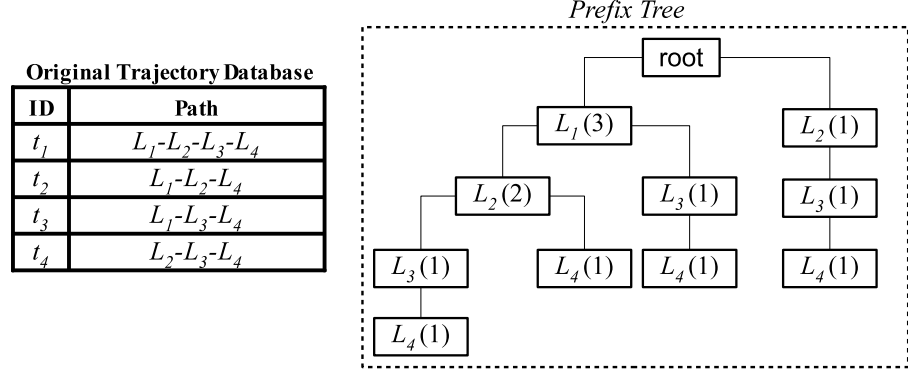 Prefix Tree
Original Trajectory Database
ID Path
t1 L1-L2-L3-L4
t2 L1-L2-L4
t3 L1-L3-L4
t4 L2-L3-L4
root
L1(3) L2(1)
L2(2) L3(1) L3(1)
L3(1) L4(1) L4(1) L4(1)
L4(1)